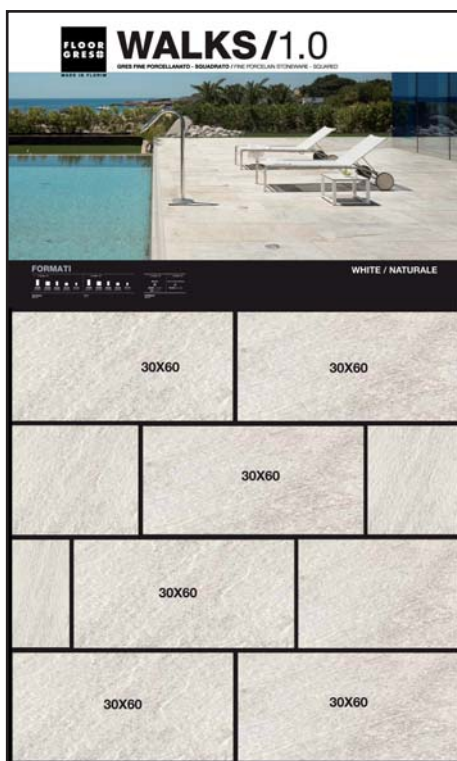 FLOOR
GRES
MADE IN FLORIM
WALKS/1.0
GRES FINE PORCELLANATO - SQUADRATO / FINE PORCELAIN STONEWARE - SQUARED
FORMATI
WHITE / NATURALE
30X60
30X60
30X60
30X60
30X60
30X60